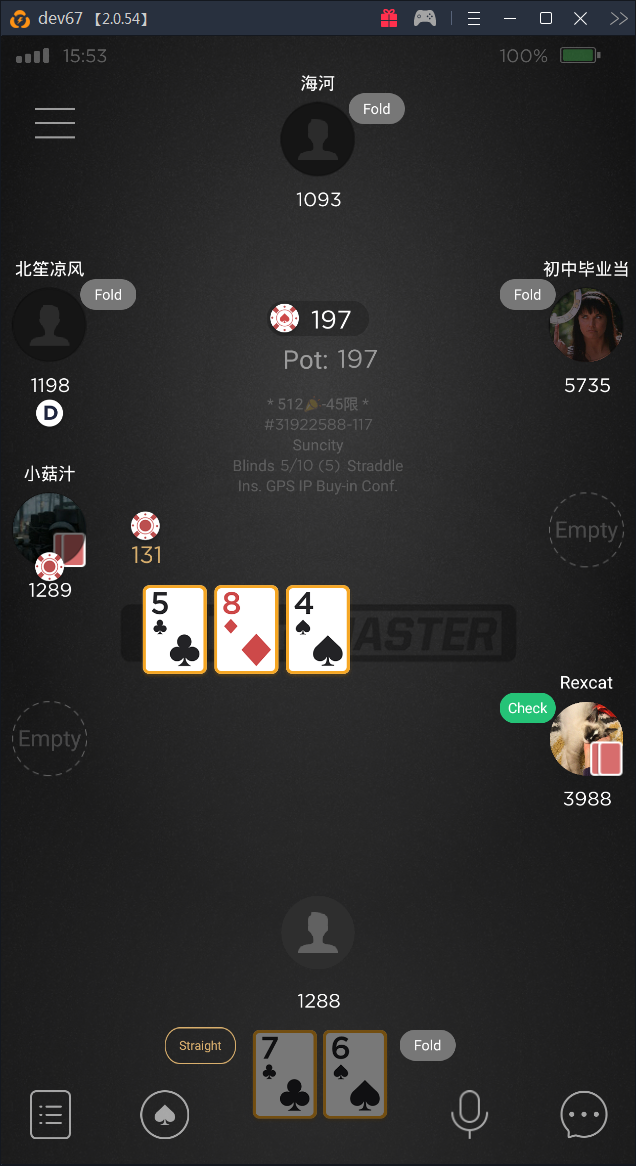 dev67 【2.0.54】
15:53
100%
海河
Fold
1093
北笙凉风
Fold
1198
D
初中毕业当
Fold
5735
197
Pot: 197
* 512 -45限 *
#31922588-117
Suncity
Blinds 5/10 (5) Straddle
Ins. GPS IP Buy-in Conf.
小菇汁
1289
131
Empty
5
8
4
ASTER
Rexcat
Check
3988
Empty
1288
Straight
7
6
Fold